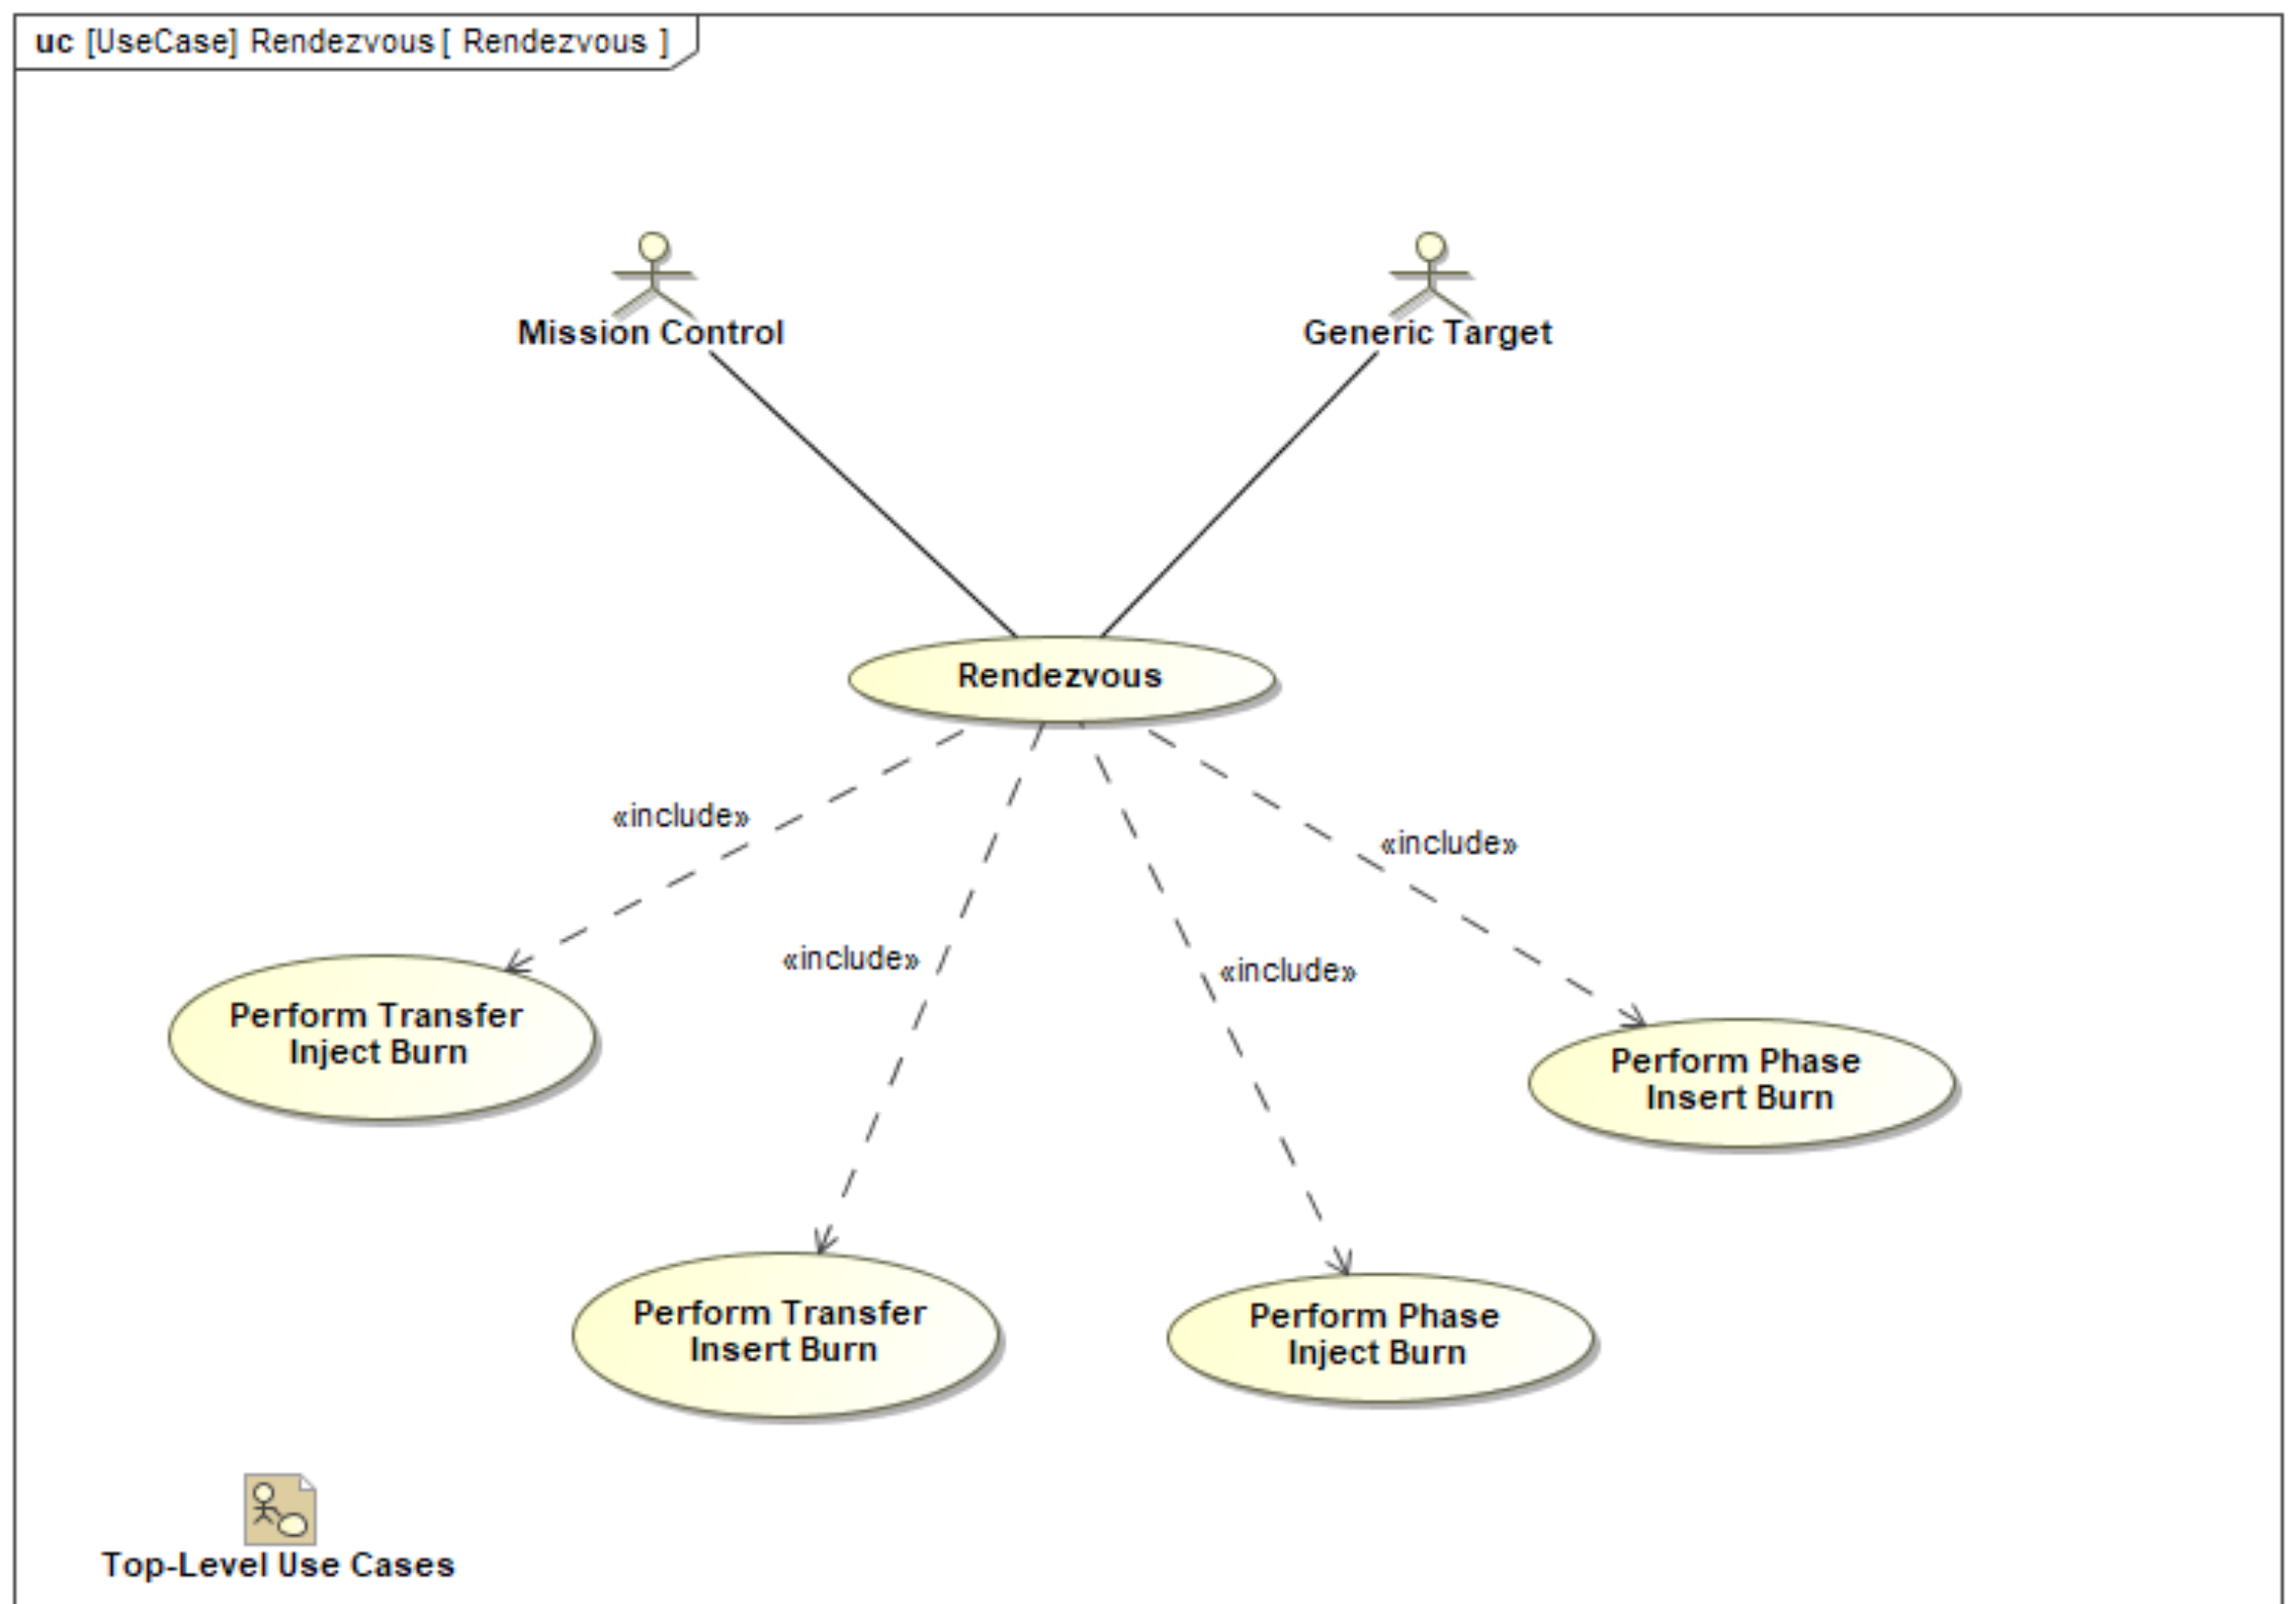 uc [UseCase] Rendezvous [ Rendezvous ]
Mission Control
Generic Target
Rendezvous
«include»
«include»
«include»
«include»
Perform Transfer
Inject Burn
Perform Phase
Insert Burn
Perform Transfer
Insert Burn
Perform Phase
Inject Burn
Top-Level Use Cases